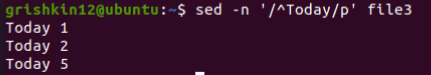 grishkin12@ubuntu:~$ sed -n '/^Today/p' file3
Today 1
Today 2
Today 5